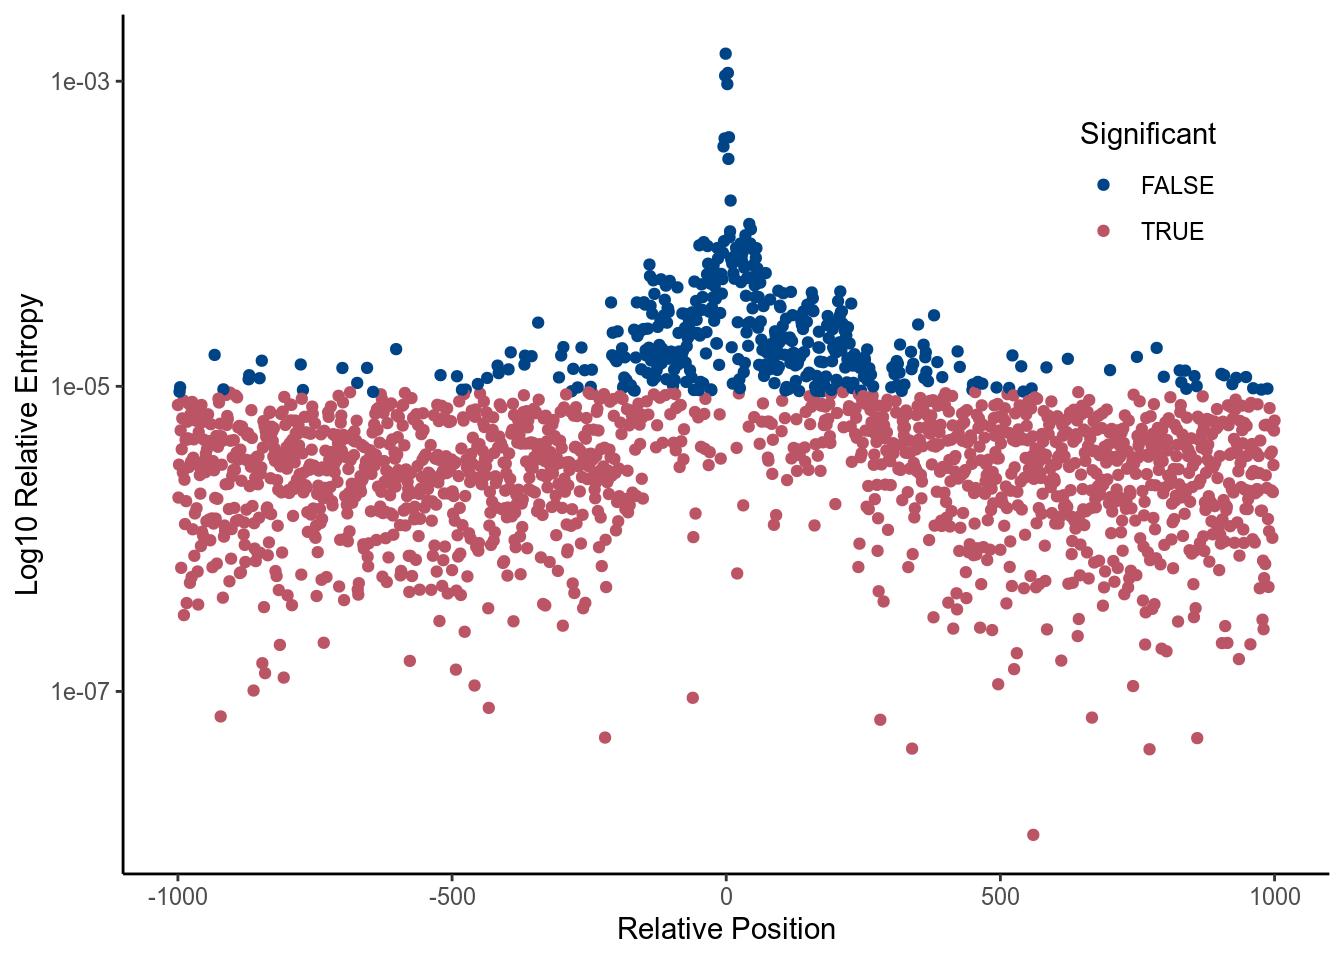 1e-03
1e-05
1e-07
Log10 Relative Entropy
Significant
FALSE
TRUE
-1000
-500
0
500
1000
Relative Position